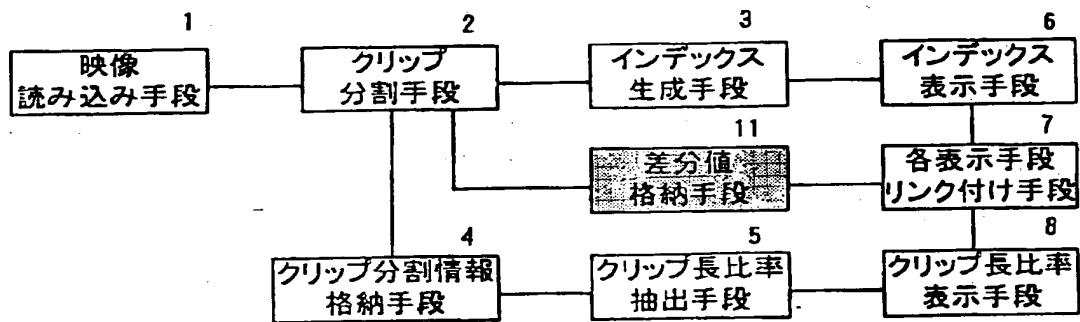 1
映像
読み込み手段
2
クリップ
分割手段
3
インデックス
生成手段
6
インデックス
表示手段
11
差分値
格納手段
7
各表示手段
リンク付け手段
4
クリップ分割情報
格納手段
5
クリップ長比率
抽出手段
8
クリップ長比率
表示手段